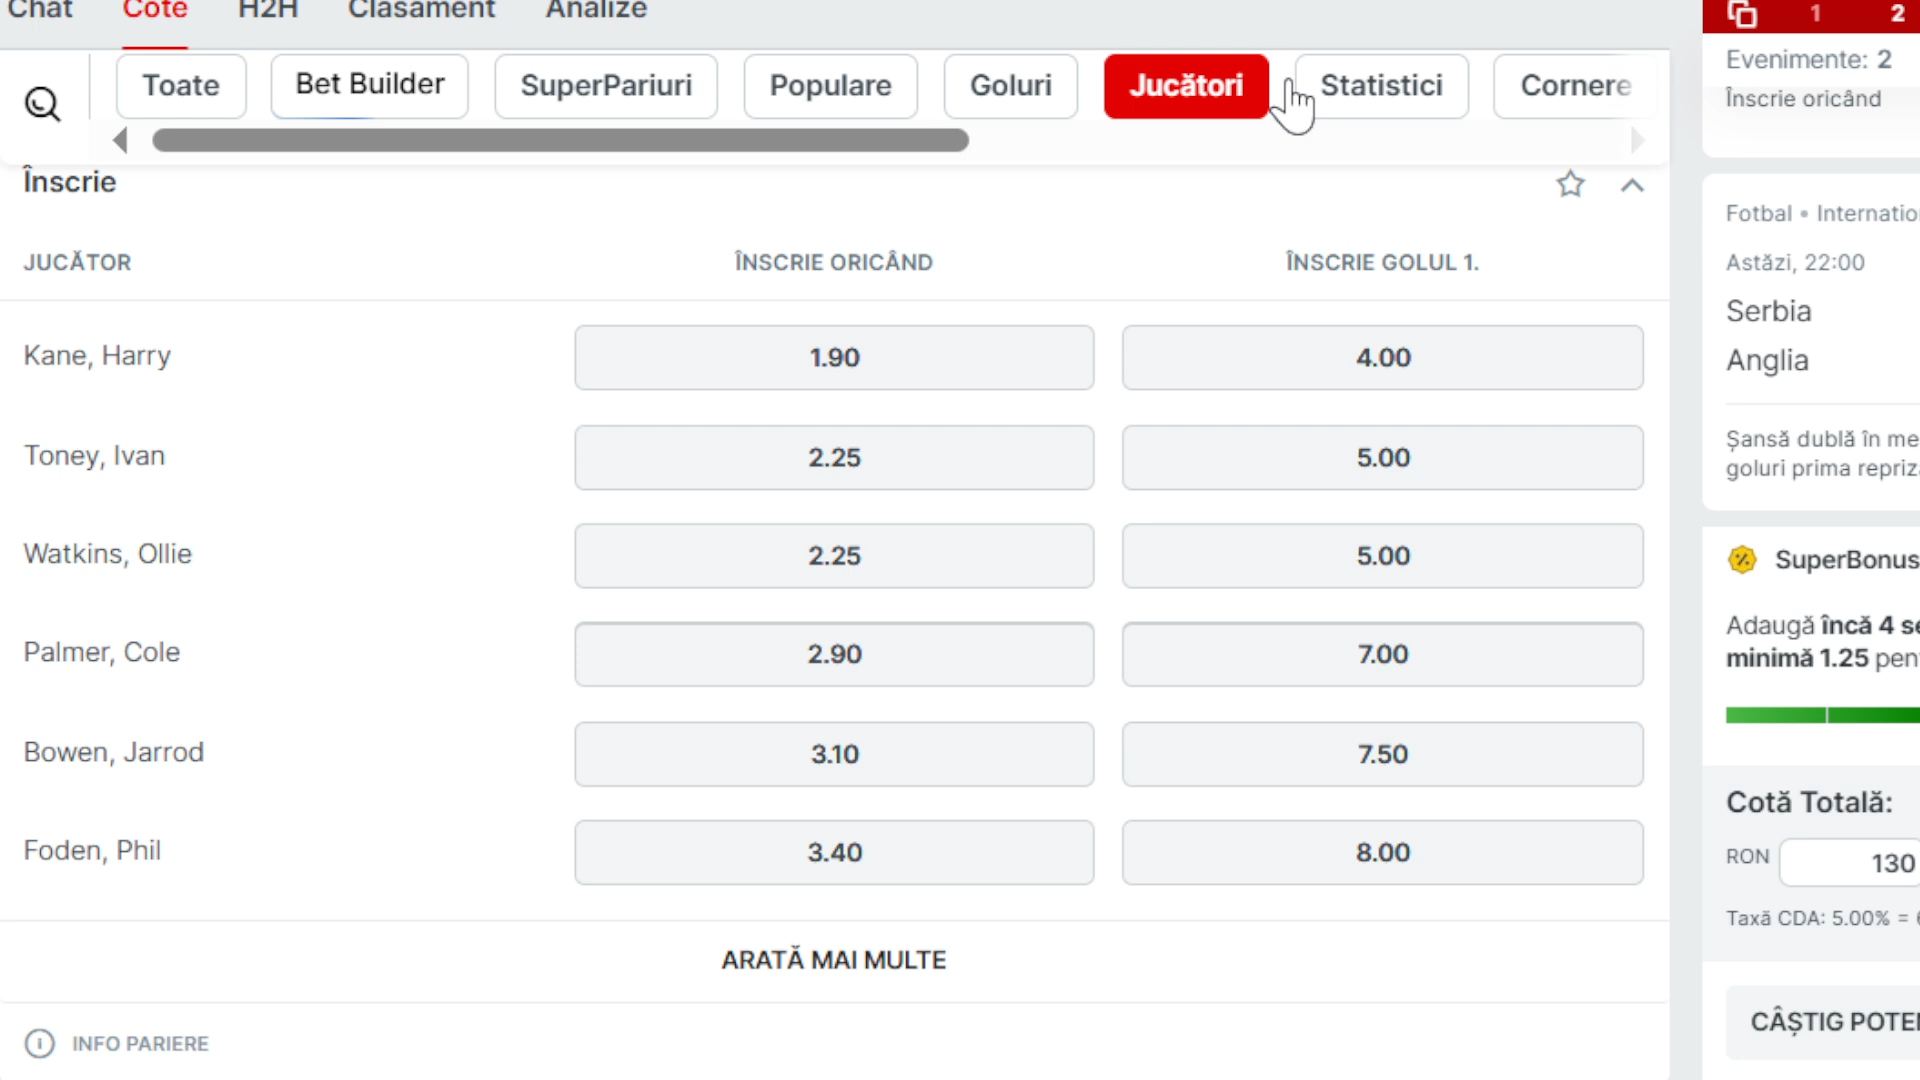 Chat Cote H2H Clasament Analize
Toate Bet Builder SuperPariuri Populare Goluri Jucători Statistici Cornere
Înscrie
JUCĂTOR ÎNSCRIE ORICÂND ÎNSCRIE GOLUL 1.
Kane, Harry 1.90 4.00
Toney, Ivan 2.25 5.00
Watkins, Ollie 2.25 5.00
Palmer, Cole 2.90 7.00
Bowen, Jarrod 3.10 7.50
Foden, Phil 3.40 8.00
ARATĂ MAI MULTE
INFO PARIERE
1 2
Evenimente: 2
Înscrie oricând
Fotbal • Internatio
Astăzi, 22:00
Serbia
Anglia
Șansă dublă în me
goluri prima repriz
SuperBonus
Adaugă încă 4 se
minimă 1.25 pen
Cotă Totală:
RON 130
Taxă CDA: 5.00% =
CÂȘTIG POTE